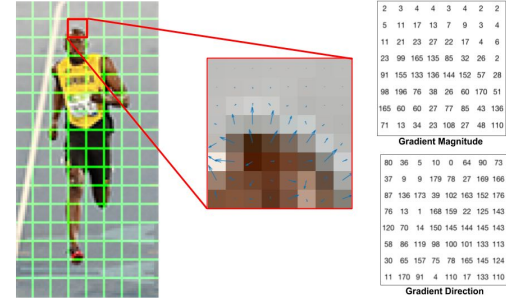 2 3 4 4 3 4 2 2
5 11 17 13 7 9 3 4
11 21 23 27 22 17 4 6
23 99 165 135 85 32 26 2
91 155 133 136 144 152 57 28
98 196 76 38 26 60 170 51
165 60 60 27 77 85 43 136
71 13 34 23 108 27 48 110
Gradient Magnitude
80 36 5 10 0 64 90 73
37 9 9 179 78 27 169 166
87 136 173 39 102 163 152 176
76 13 1 168 159 22 125 143
120 70 14 150 145 144 145 143
58 86 119 98 100 101 133 113
30 65 157 75 78 165 145 124
11 170 91 4 110 17 133 110
Gradient Direction